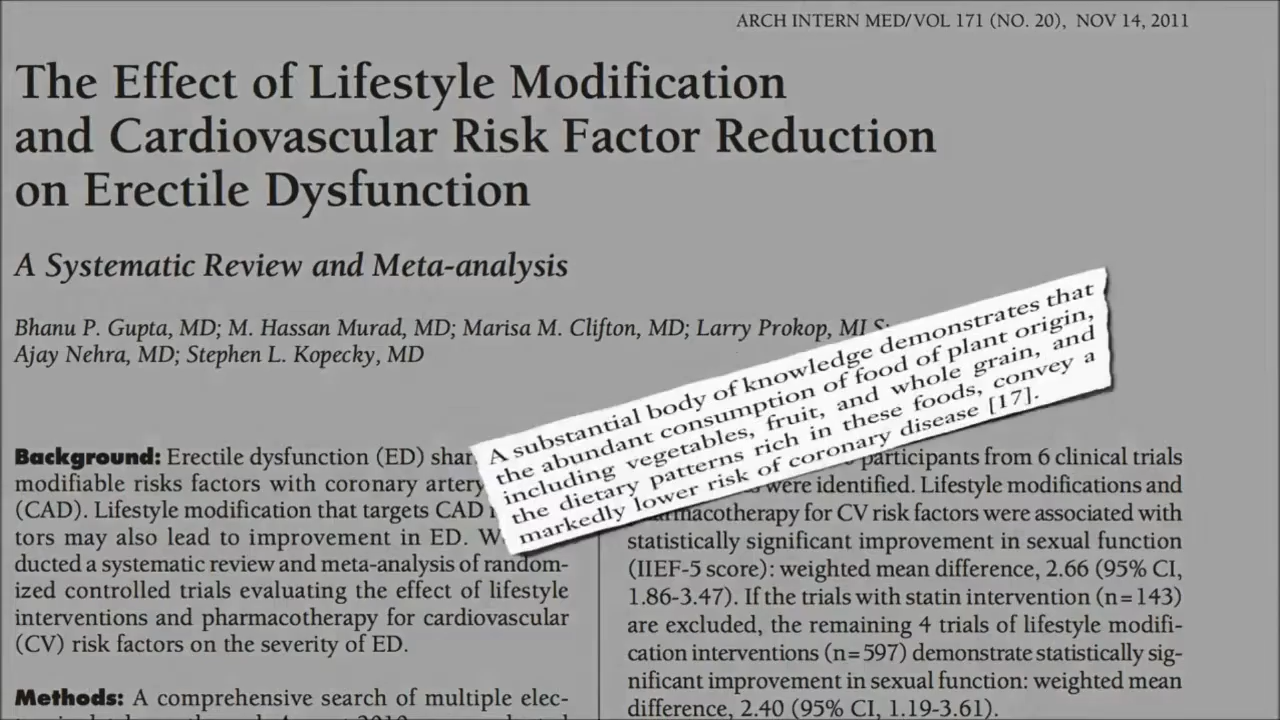 ARCH INTERN MED/VOL 171 (NO. 20), NOV 14, 2011
The Effect of Lifestyle Modification
and Cardiovascular Risk Factor Reduction
on Erectile Dysfunction
A Systematic Review and Meta-analysis
Bhanu P. Gupta, MD; M. Hassan Murad, MD; Marisa M. Clifton, MD; Larry Prokop, MLS;
Ajay Nehra, MD; Stephen L. Kopecky, MD
A substantial body of knowledge demonstrates that
the abundant consumption of food of plant origin,
including vegetables, fruit, and whole grain, and
the dietary patterns rich in these foods, convey a
markedly lower risk of coronary disease [17].
Background: Erectile dysfunction (ED)
modifiable risks factors with coronary artery
(CAD). Lifestyle modification that targets CAD
tors may also lead to improvement in ED.
ducted a systematic review and meta-analysis of random-
ized controlled trials evaluating the effect of lifestyle
interventions and pharmacotherapy for cardiovascular
(CV) risk factors on the severity of ED.
Methods: A comprehensive search of multiple elec-
participants from 6 clinical trials
were identified. Lifestyle modifications and
macotherapy for CV risk factors were associated with
statistically significant improvement in sexual function
(IIEF-5 score): weighted mean difference, 2.66 (95% CI,
1.86-3.47). If the trials with statin intervention (n=143)
are excluded, the remaining 4 trials of lifestyle modifi-
cation interventions (n=597) demonstrate statistically sig-
nificant improvement in sexual function: weighted mean
difference, 2.40 (95% CI, 1.19-3.61).